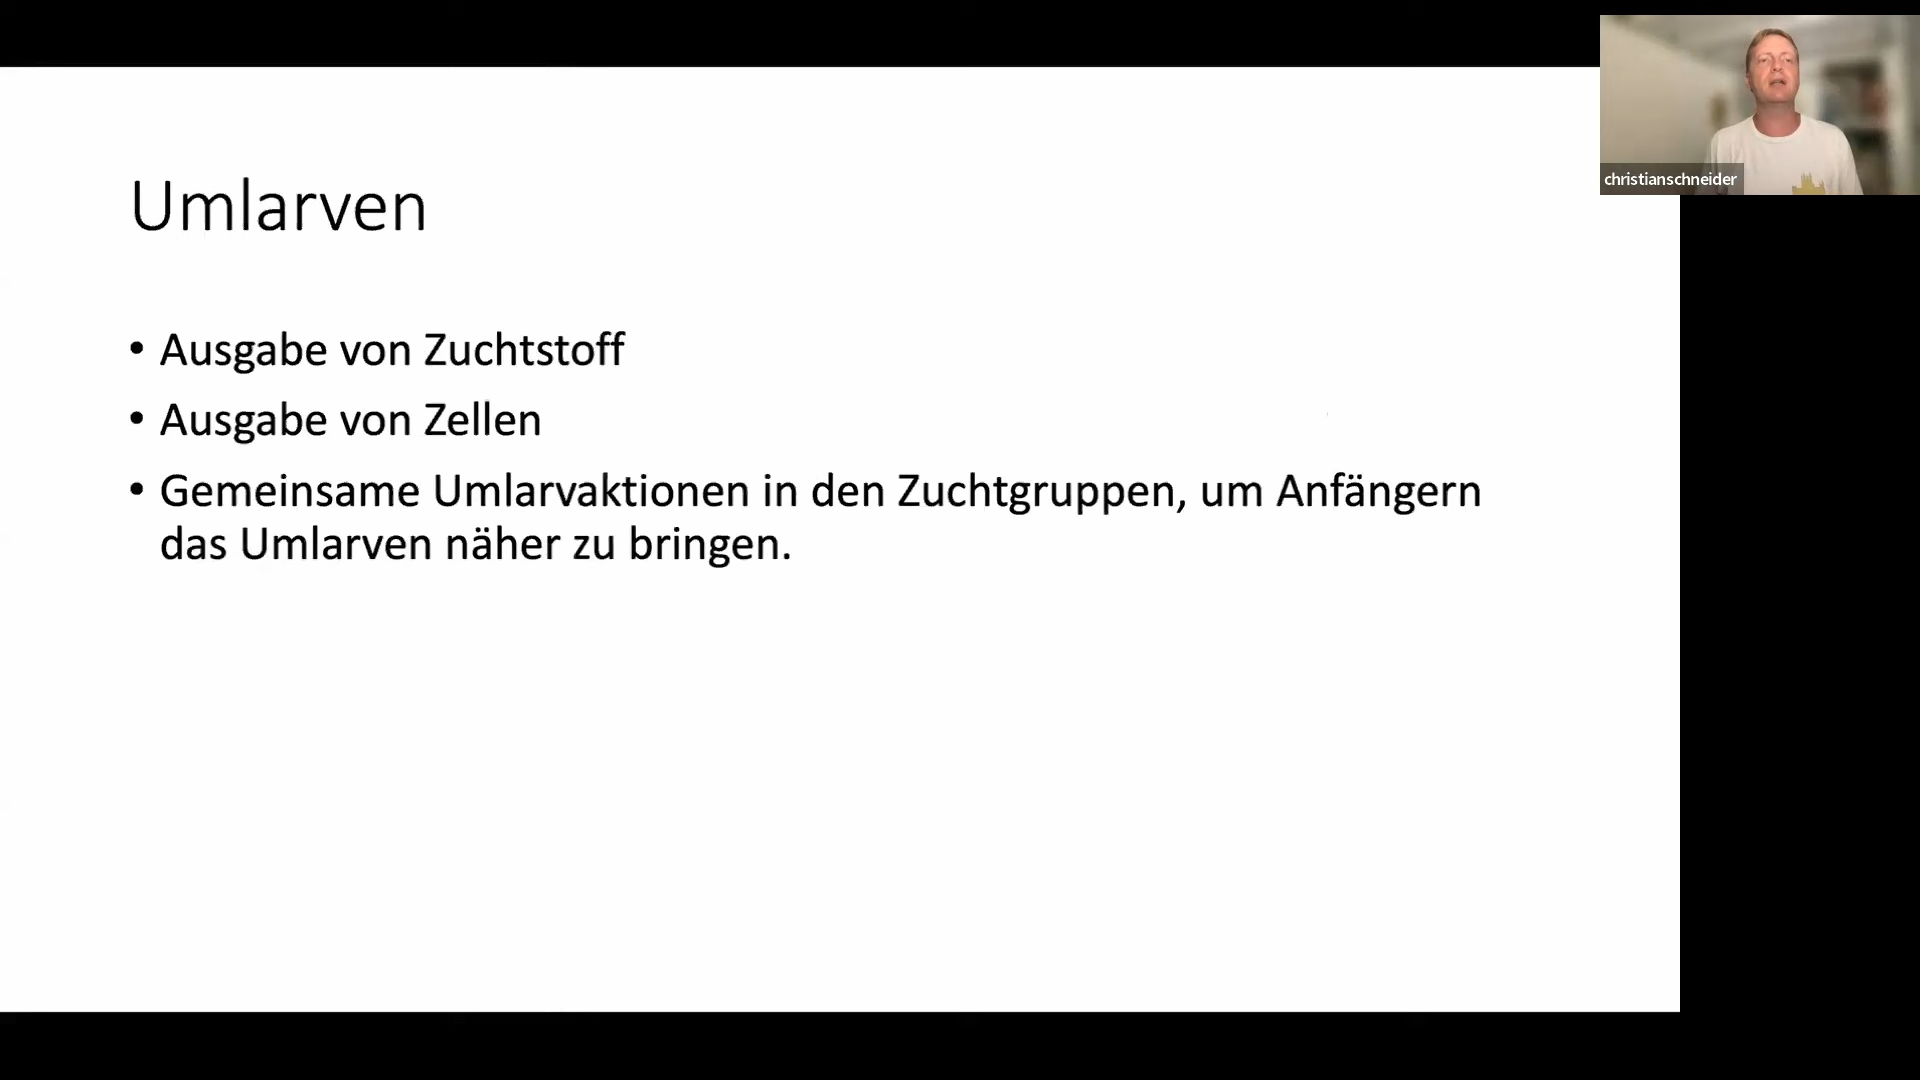 Umlarven
• Ausgabe von Zuchtstoff
• Ausgabe von Zellen
• Gemeinsame Umlarvaktionen in den Zuchtgruppen, um Anfängern
das Umlarven näher zu bringen.
christianschneider